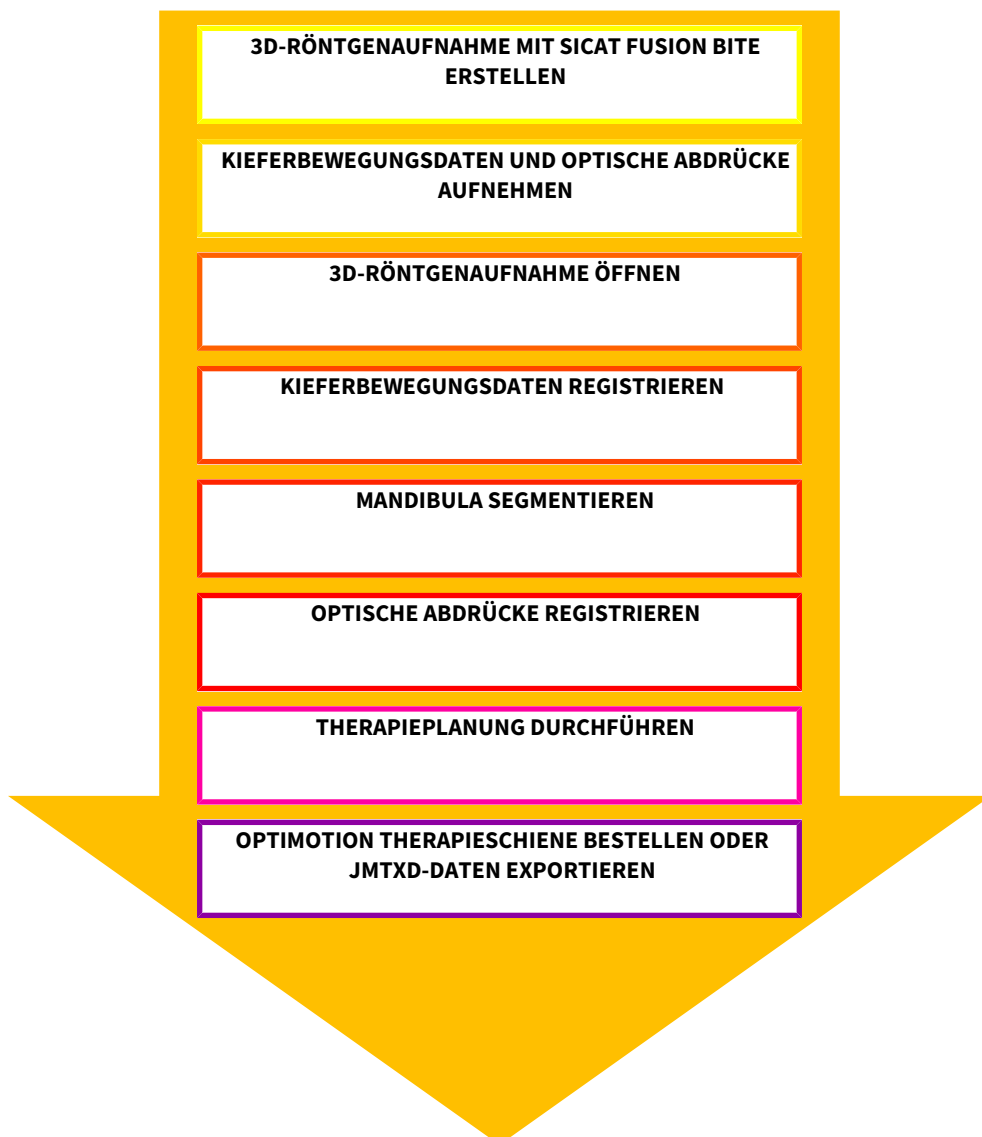 3D-RÖNTGENAUFNAHME MIT SICAT FUSION BITE
ERSTELLEN
KIEFERBEWEGUNGSDATEN UND OPTISCHE ABDRÜCKE
AUFNEHMEN
3D-RÖNTGENAUFNAHME ÖFFNEN
KIEFERBEWEGUNGSDATEN REGISTRIEREN
MANDIBULA SEGMENTIEREN
OPTISCHE ABDRÜCKE REGISTRIEREN
THERAPIEPLANUNG DURCHFÜHREN
OPTIMOTION THERAPIESCHIENE BESTELLEN ODER
JMTXD-DATEN EXPORTIEREN